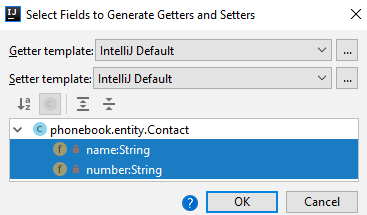 Select Fields to Generate Getters and Setters
Getter template: IntelliJ Default ...
Setter template: IntelliJ Default ...
phonebook.entity.Contact
name:String
number:String
? OK Cancel